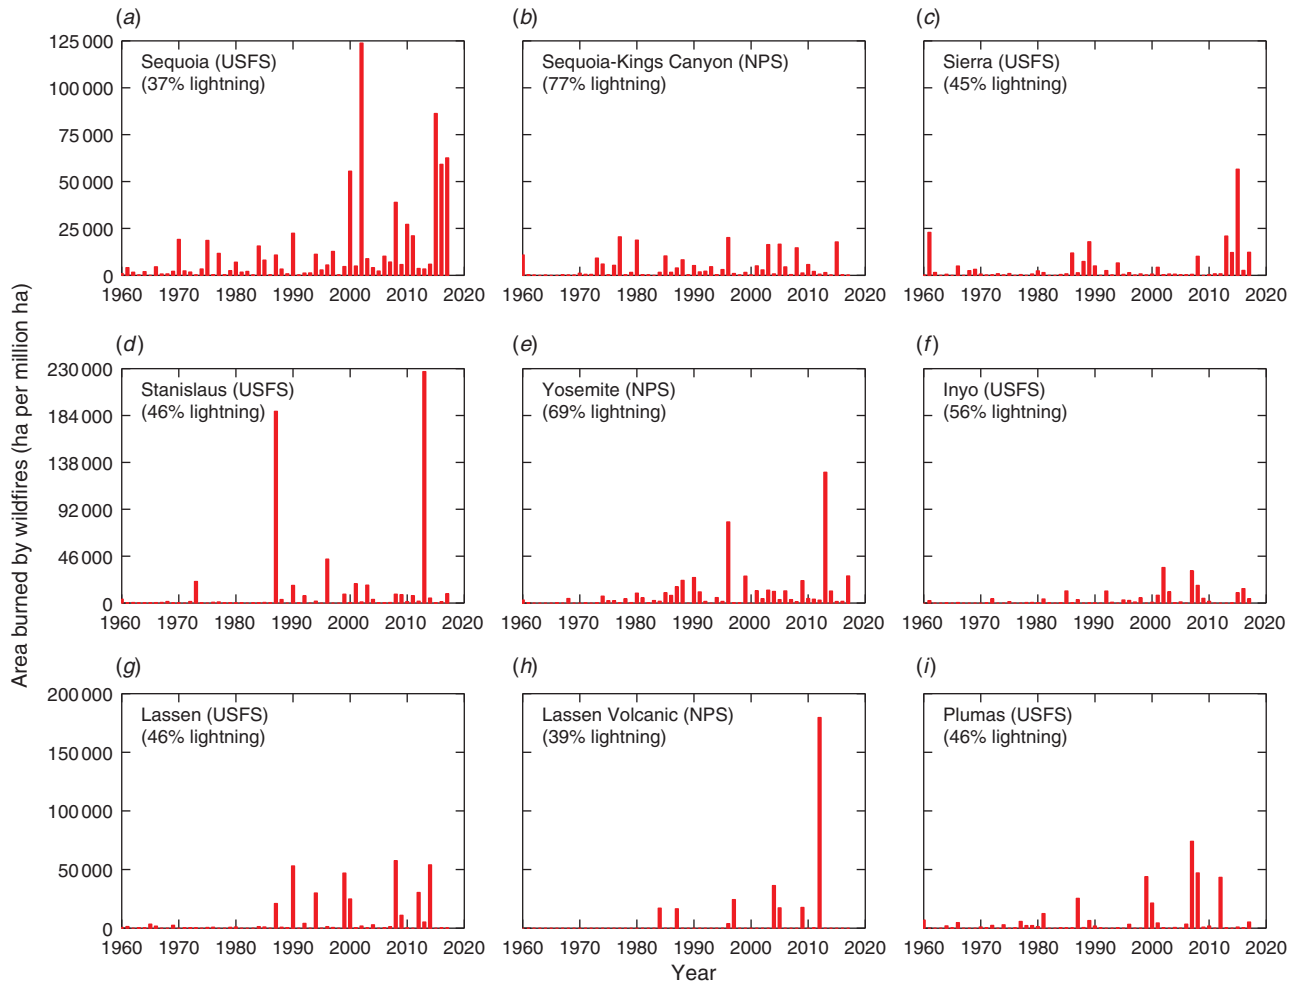 (a)
(b)
(c)
125 000
100 000
75 000
50 000
25 000
0
Sequoia (USFS)
(37% lightning)
Sequoia-Kings Canyon (NPS)
(77% lightning)
Sierra (USFS)
(45% lightning)
1960 1970 1980 1990 2000 2010 2020
1960 1970 1980 1990 2000 2010 2020
1960 1970 1980 1990 2000 2010 2020
Area burned by wildfires (ha per million ha)
(d)
(e)
(f)
230 000
184 000
138 000
92 000
46 000
0
Stanislaus (USFS)
(46% lightning)
Yosemite (NPS)
(69% lightning)
Inyo (USFS)
(56% lightning)
1960 1970 1980 1990 2000 2010 2020
1960 1970 1980 1990 2000 2010 2020
1960 1970 1980 1990 2000 2010 2020
(g)
(h)
(i)
200 000
150 000
100 000
50 000
0
Lassen (USFS)
(46% lightning)
Lassen Volcanic (NPS)
(39% lightning)
Plumas (USFS)
(46% lightning)
1960 1970 1980 1990 2000 2010 2020
1960 1970 1980 1990 2000 2010 2020
1960 1970 1980 1990 2000 2010 2020
Year